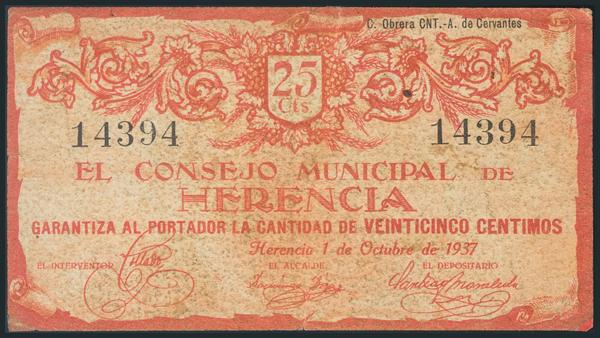 C. Obrera CNT.-A. de Cervantes
25
Cts.
14394 14394
EL CONSEJO MUNICIPAL DE
HERENCIA
GARANTIZA AL PORTADOR LA CANTIDAD DE VEINTICINCO CENTIMOS
Herencia 1 de Octubre de 1937
EL INTERVENTOR EL ALCALDE EL DEPOSITARIO